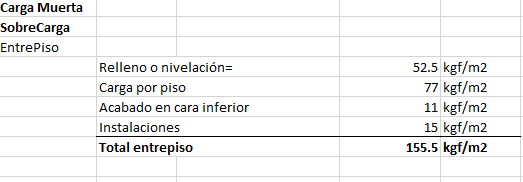 Carga Muerta
SobreCarga
EntrePiso
Relleno o nivelación= 52.5 kgf/m2
Carga por piso 77 kgf/m2
Acabado en cara inferior 11 kgf/m2
Instalaciones 15 kgf/m2
Total entrepiso 155.5 kgf/m2